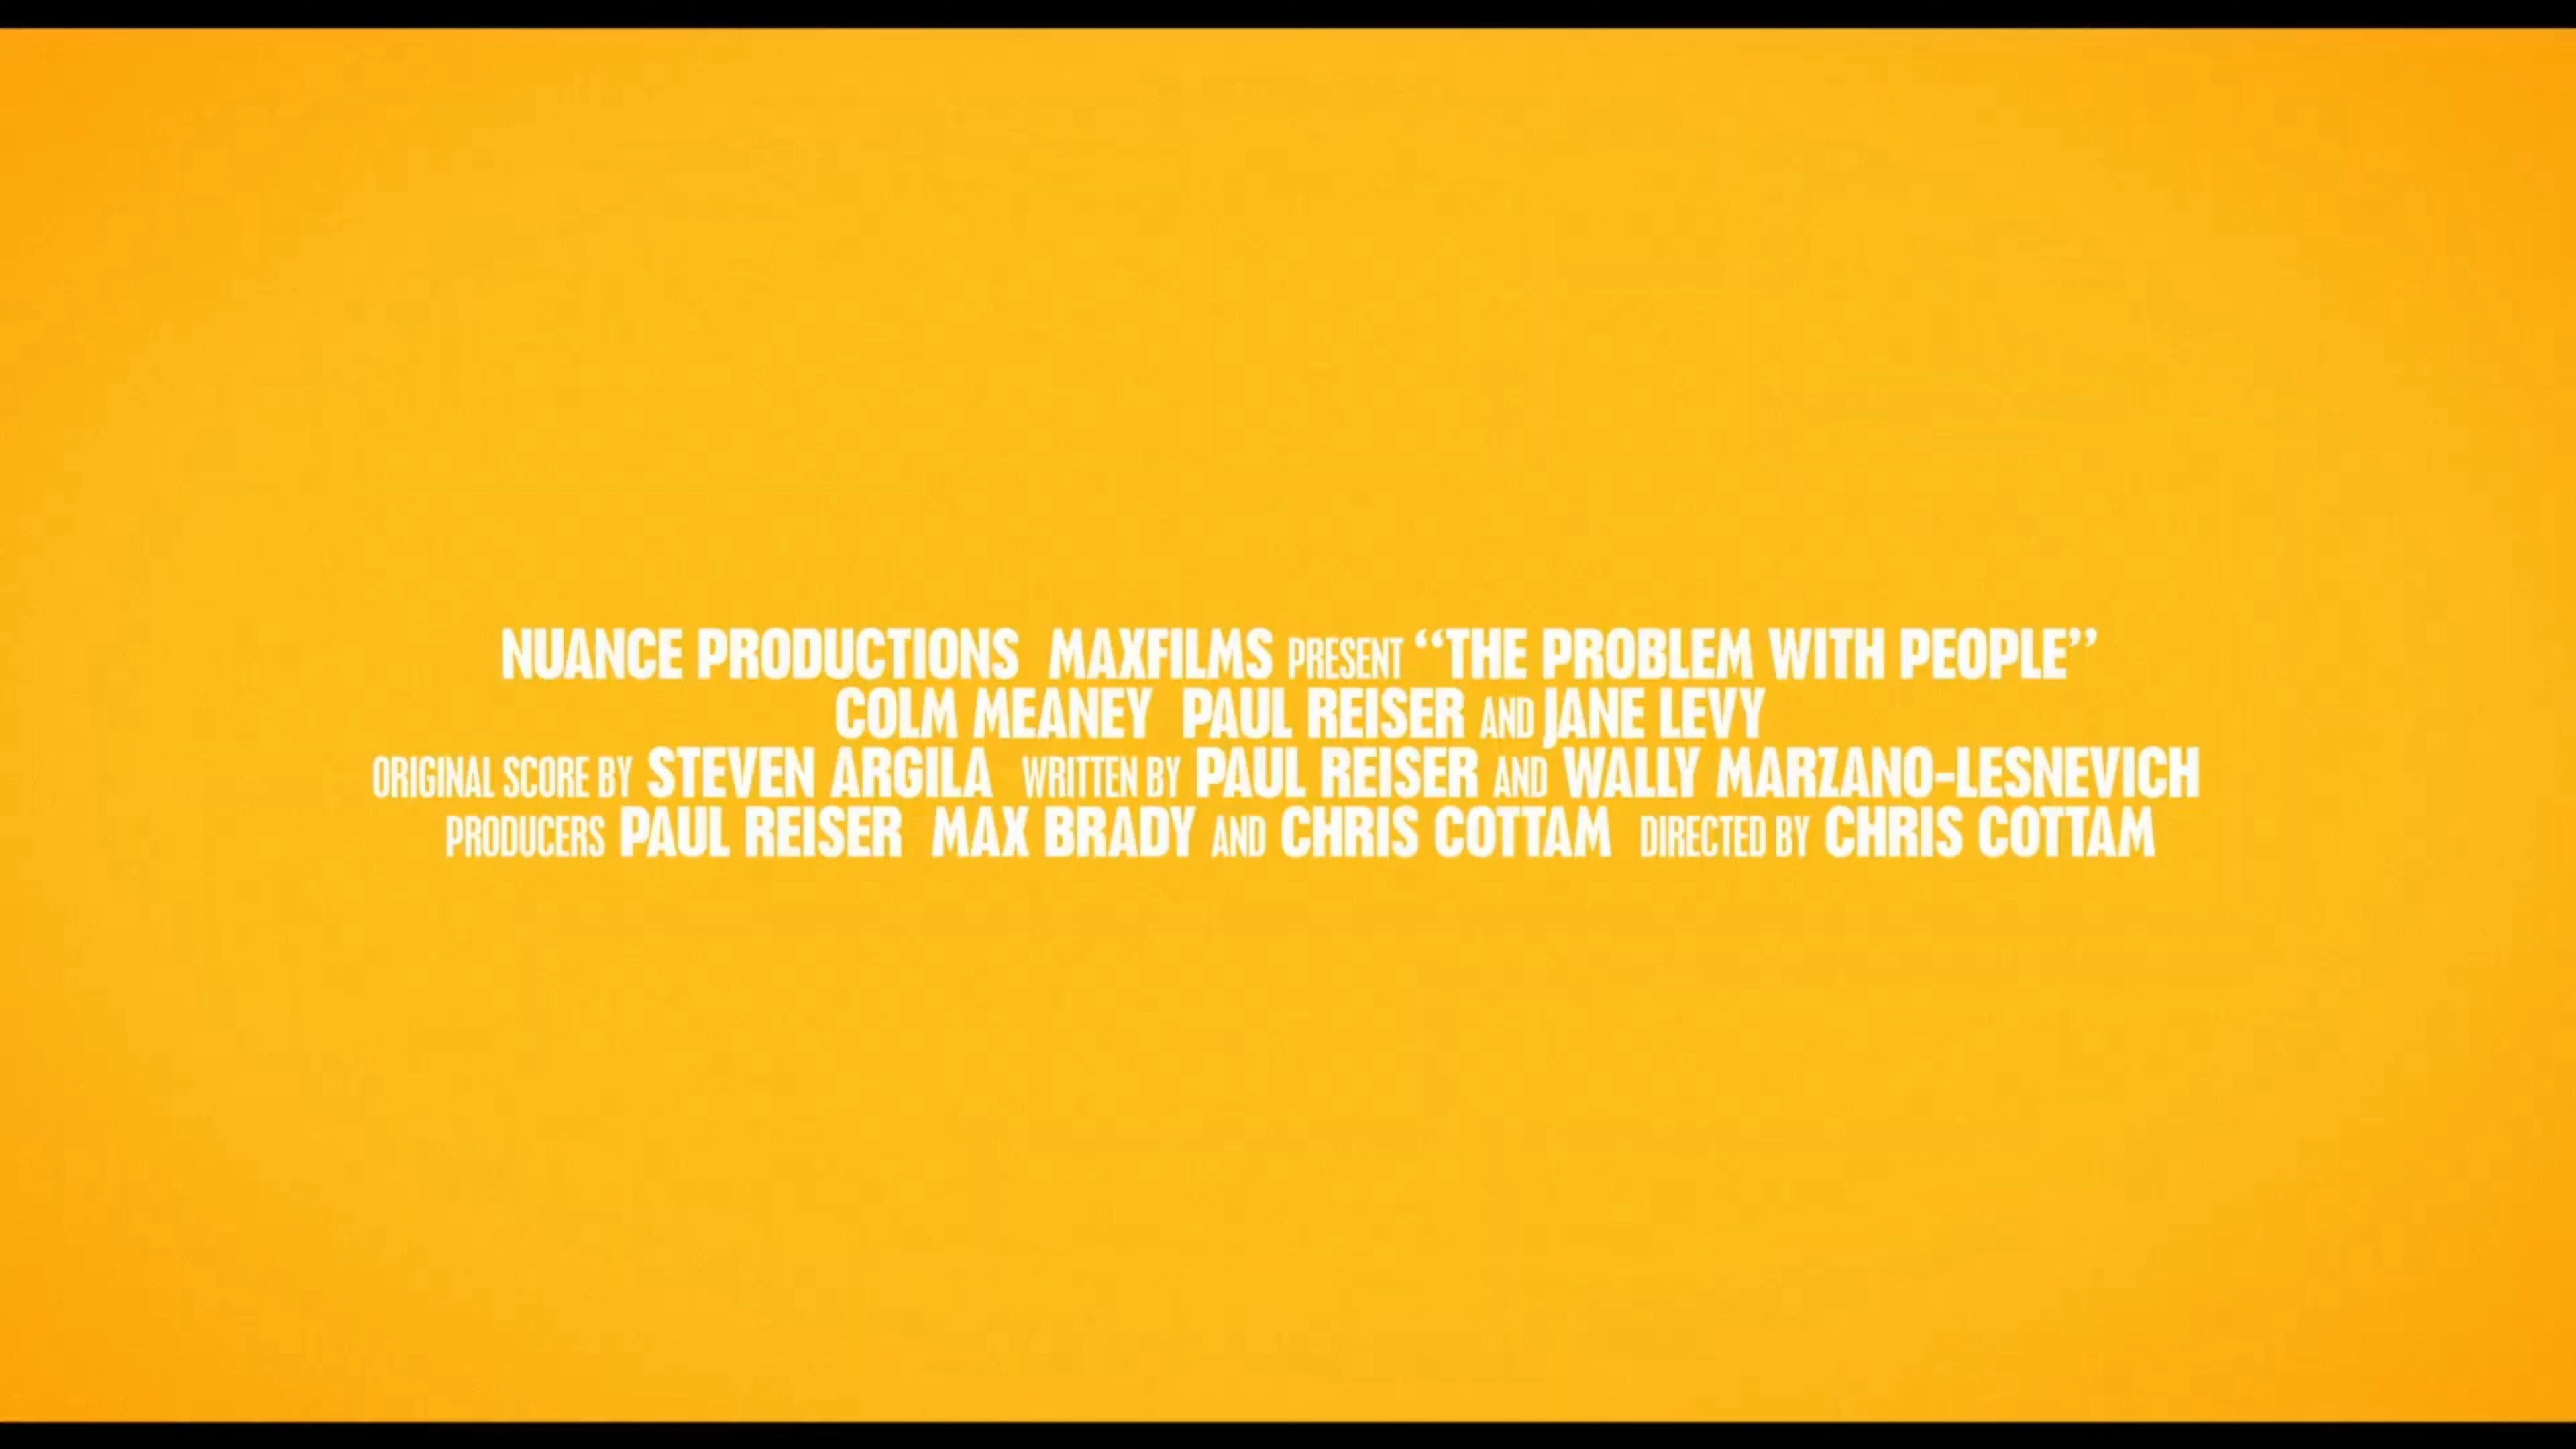 NUANCE PRODUCTIONS MAXFILMS PRESENT “THE PROBLEM WITH PEOPLE”
COLM MEANEY PAUL REISER AND JANE LEVY
ORIGINAL SCORE BY STEVEN ARGILA WRITTEN BY PAUL REISER AND WALLY MARZANO-LESNEVICH
PRODUCERS PAUL REISER MAX BRADY AND CHRIS COTTAM DIRECTED BY CHRIS COTTAM